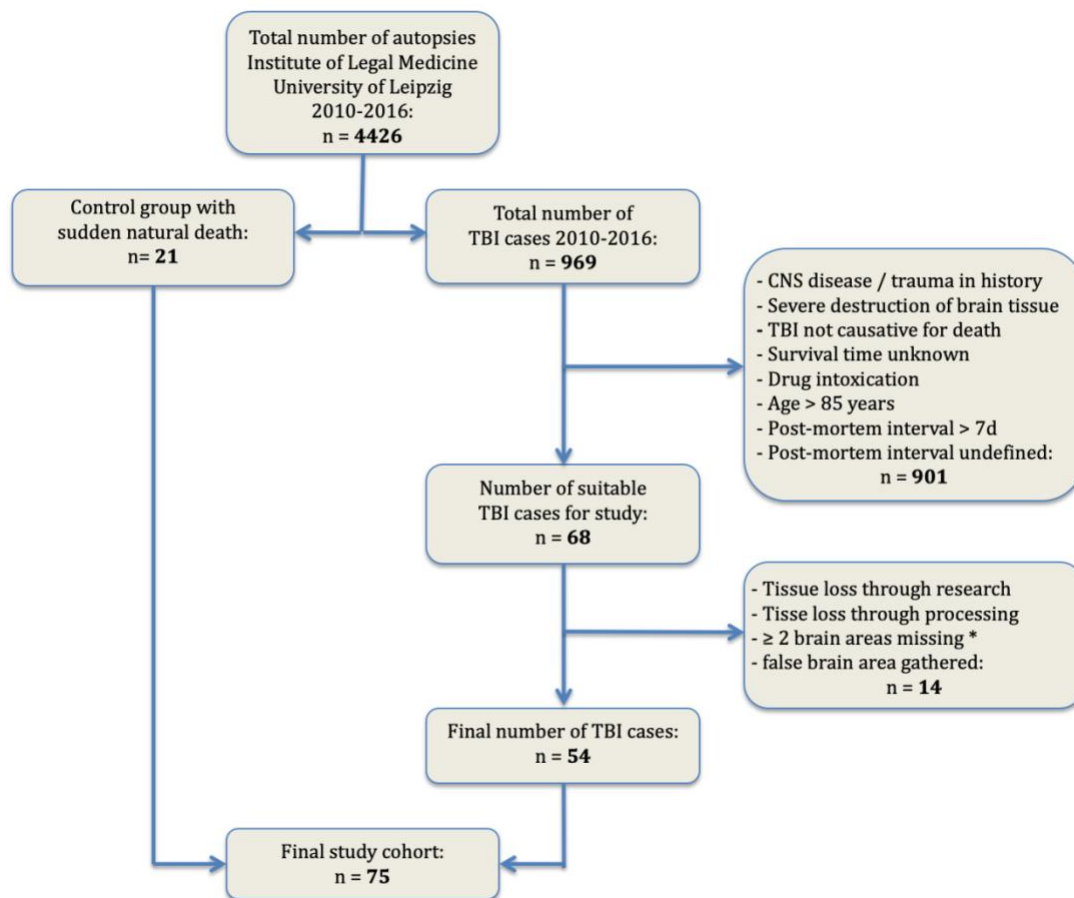 Total number of autopsies
Institute of Legal Medicine
University of Leipzig
2010-2016:
n = 4426
Control group with
sudden natural death:
n= 21
Total number of
TBI cases 2010-2016:
n = 969
- CNS disease / trauma in history
- Severe destruction of brain tissue
- TBI not causative for death
- Survival time unknown
- Drug intoxication
- Age > 85 years
- Post-mortem interval > 7d
- Post-mortem interval undefined:
n = 901
Number of suitable
TBI cases for study:
n = 68
- Tissue loss through research
- Tisse loss through processing
- ≥ 2 brain areas missing *
- false brain area gathered:
n = 14
Final number of TBI cases:
n = 54
Final study cohort:
n = 75